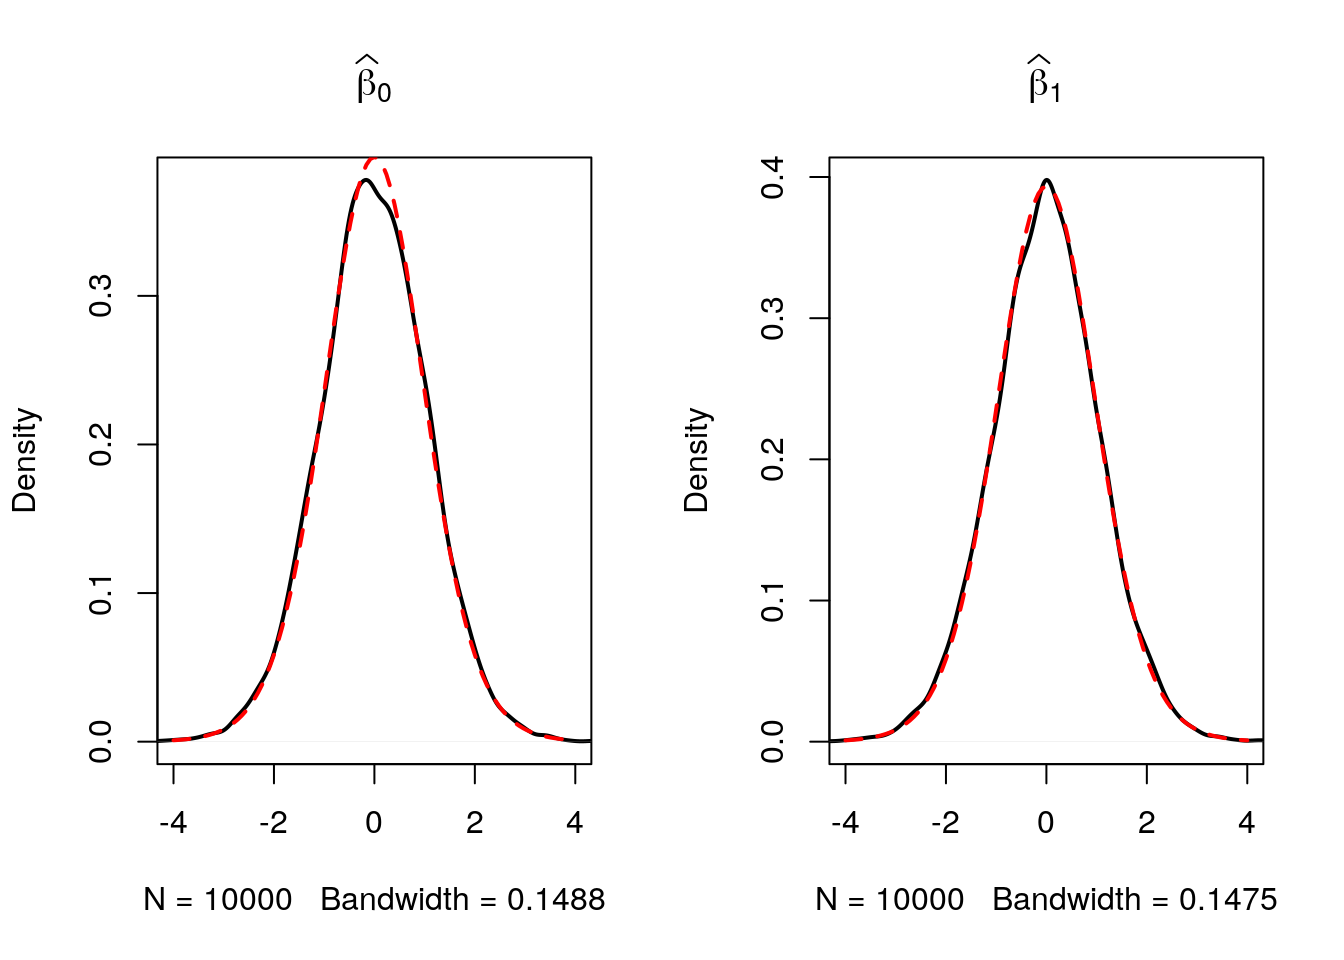 β̂₀
Density
0.0 0.1 0.2 0.3
-4 -2 0 2 4
N = 10000 Bandwidth = 0.1488
β̂₁
Density
0.0 0.1 0.2 0.3 0.4
-4 -2 0 2 4
N = 10000 Bandwidth = 0.1475